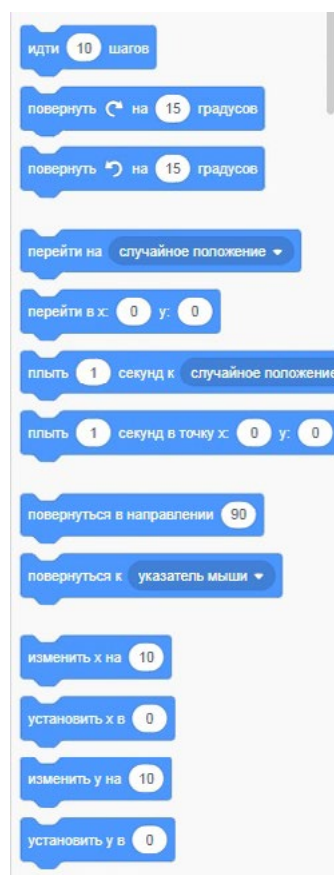 идти 10 шагов
повернуть на 15 градусов
повернуть на 15 градусов
перейти на случайное положение
перейти в x: 0 y: 0
плыть 1 секунд к случайное положение
плыть 1 секунд в точку x: 0 y: 0
повернуться в направлении 90
повернуться к указатель мыши
изменить x на 10
установить x в 0
изменить y на 10
установить y в 0